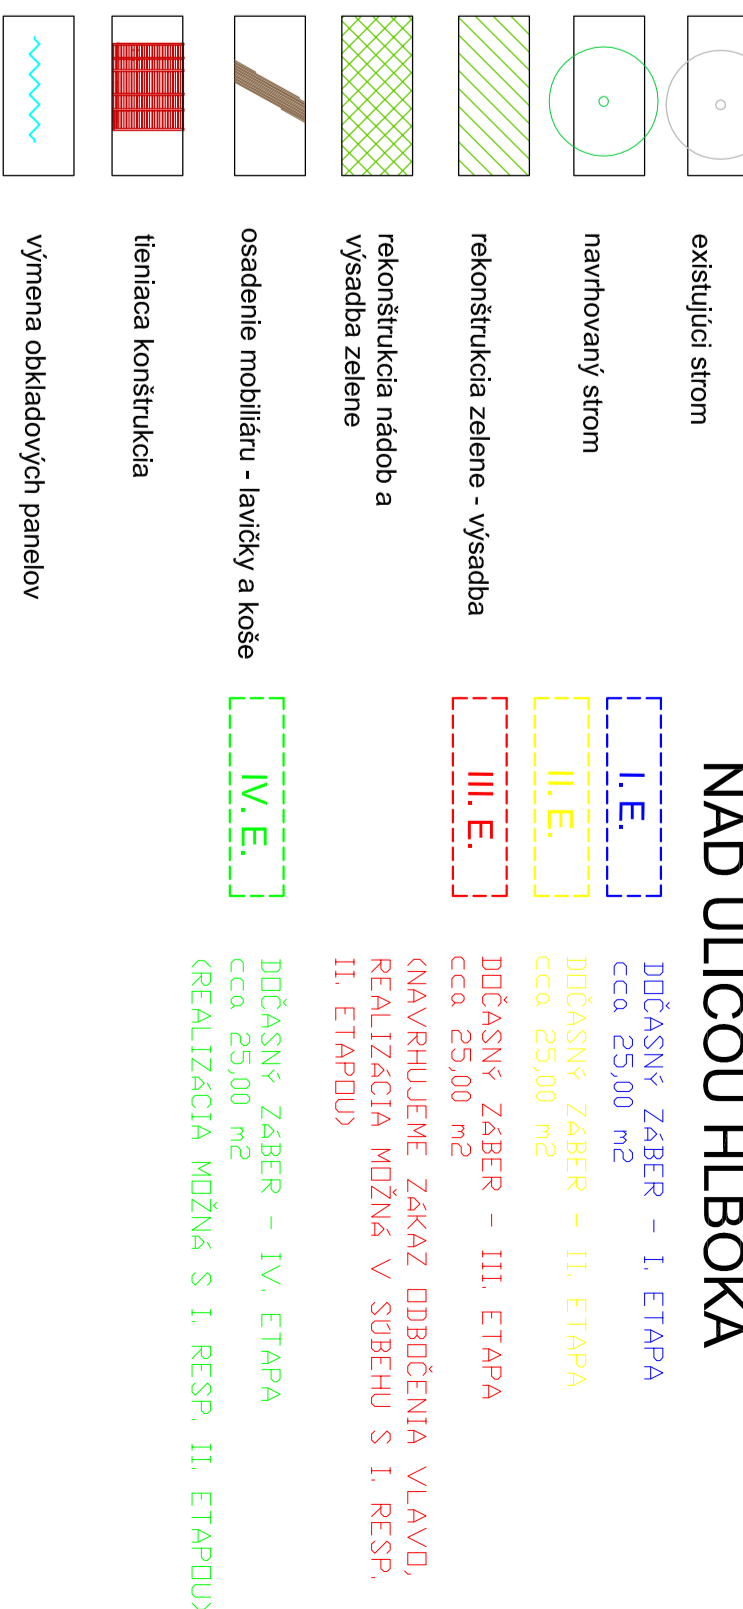 NAD ULICOU HLBOKA
existujúci strom
navrhovaný strom
rekonštrukcia zelene - výsadba
rekonštrukcia nádob a
výsadba zelene
osadenie mobiliáru - lavičky a koše
tieniaca konštrukcia
výmena obkladových panelov
I. E.
DOČASNÝ ZÁBER - I. ETAPA
cca 25,00 m2
II. E.
DOČASNÝ ZÁBER - II. ETAPA
cca 25,00 m2
III. E.
DOČASNÝ ZÁBER - III. ETAPA
cca 25,00 m2
(NAVRHUJEME ZÁKAZ ODBOČENIA VLAVO,
REALIZÁCIA MOŽNÁ V SÚBEHU S I. RESP.
II. ETAPOU)
IV. E.
DOČASNÝ ZÁBER - IV. ETAPA
cca 25,00 m2
(REALIZÁCIA MOŽNÁ S I. RESP. II. ETAPOU)